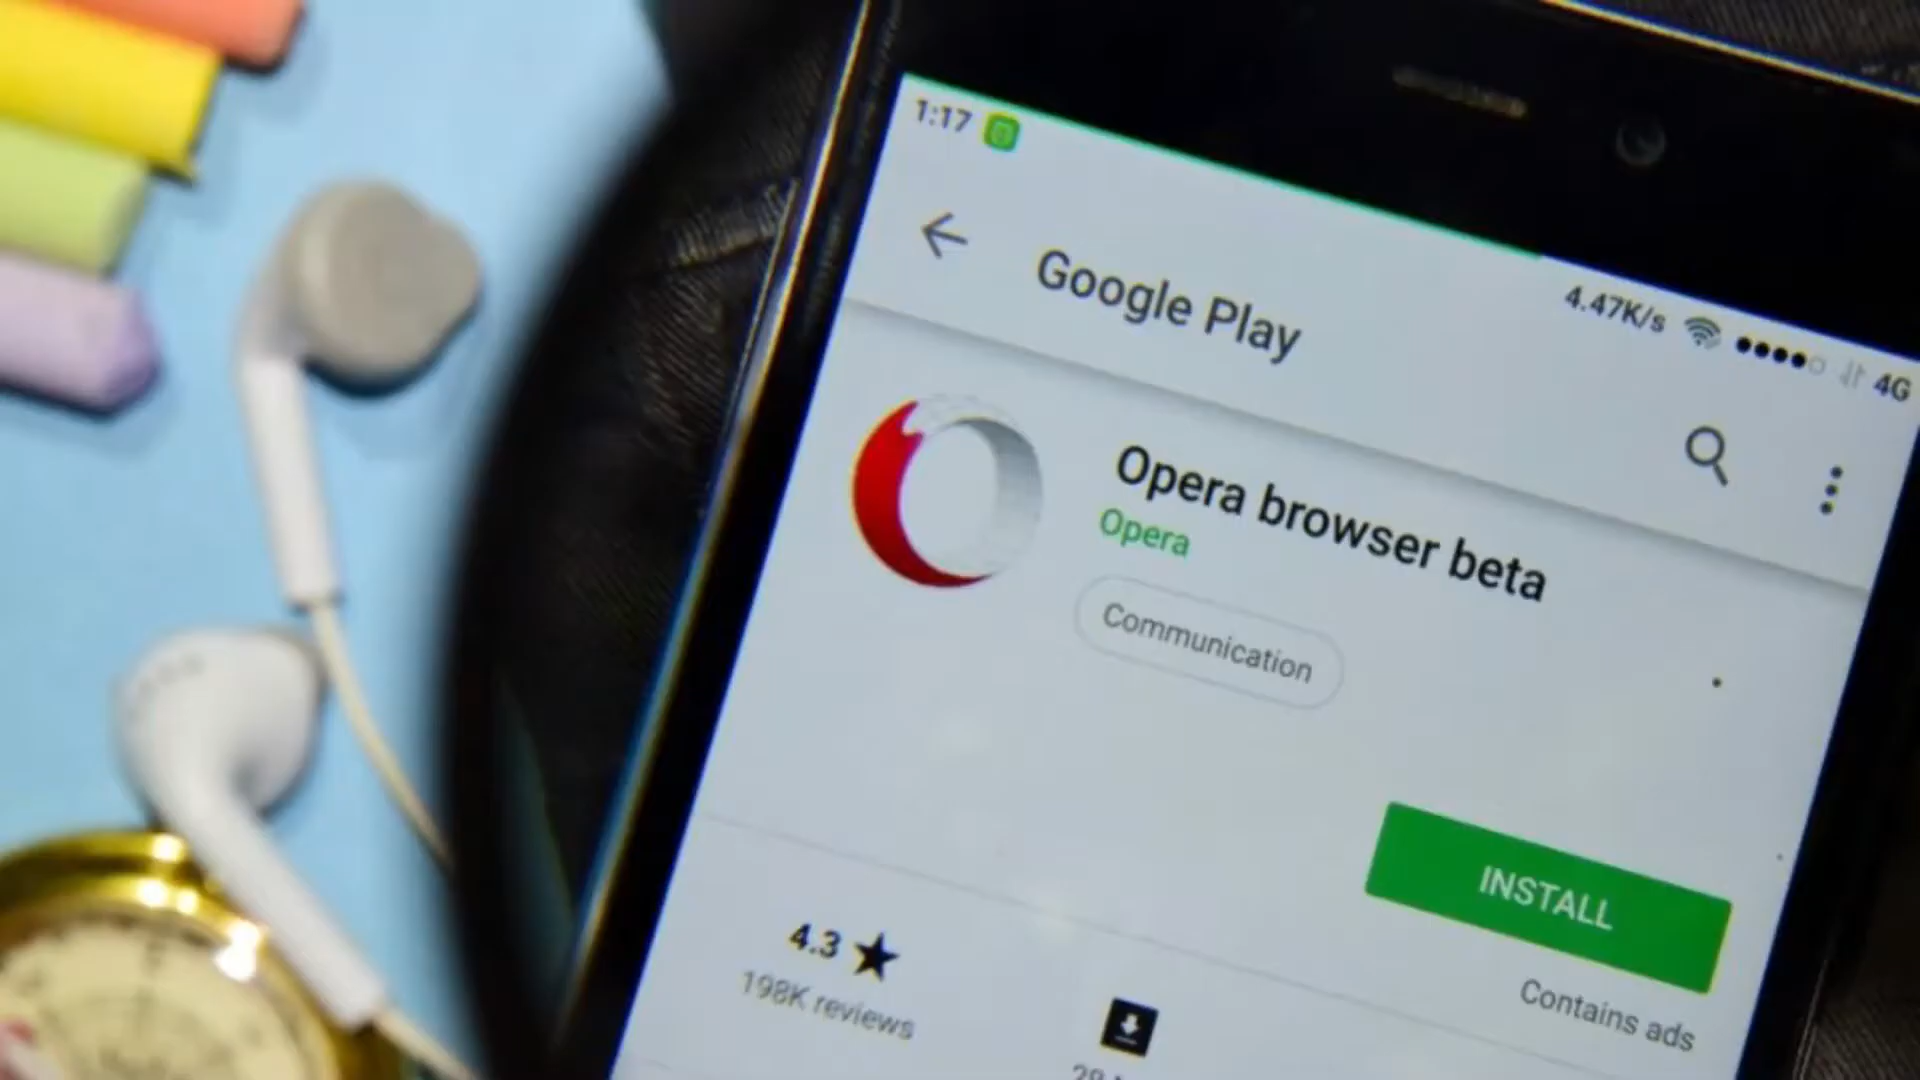 1:17
4.47K/s 4G
Google Play
Opera browser beta
Opera
Communication
INSTALL
Contains ads
4.3
198K reviews